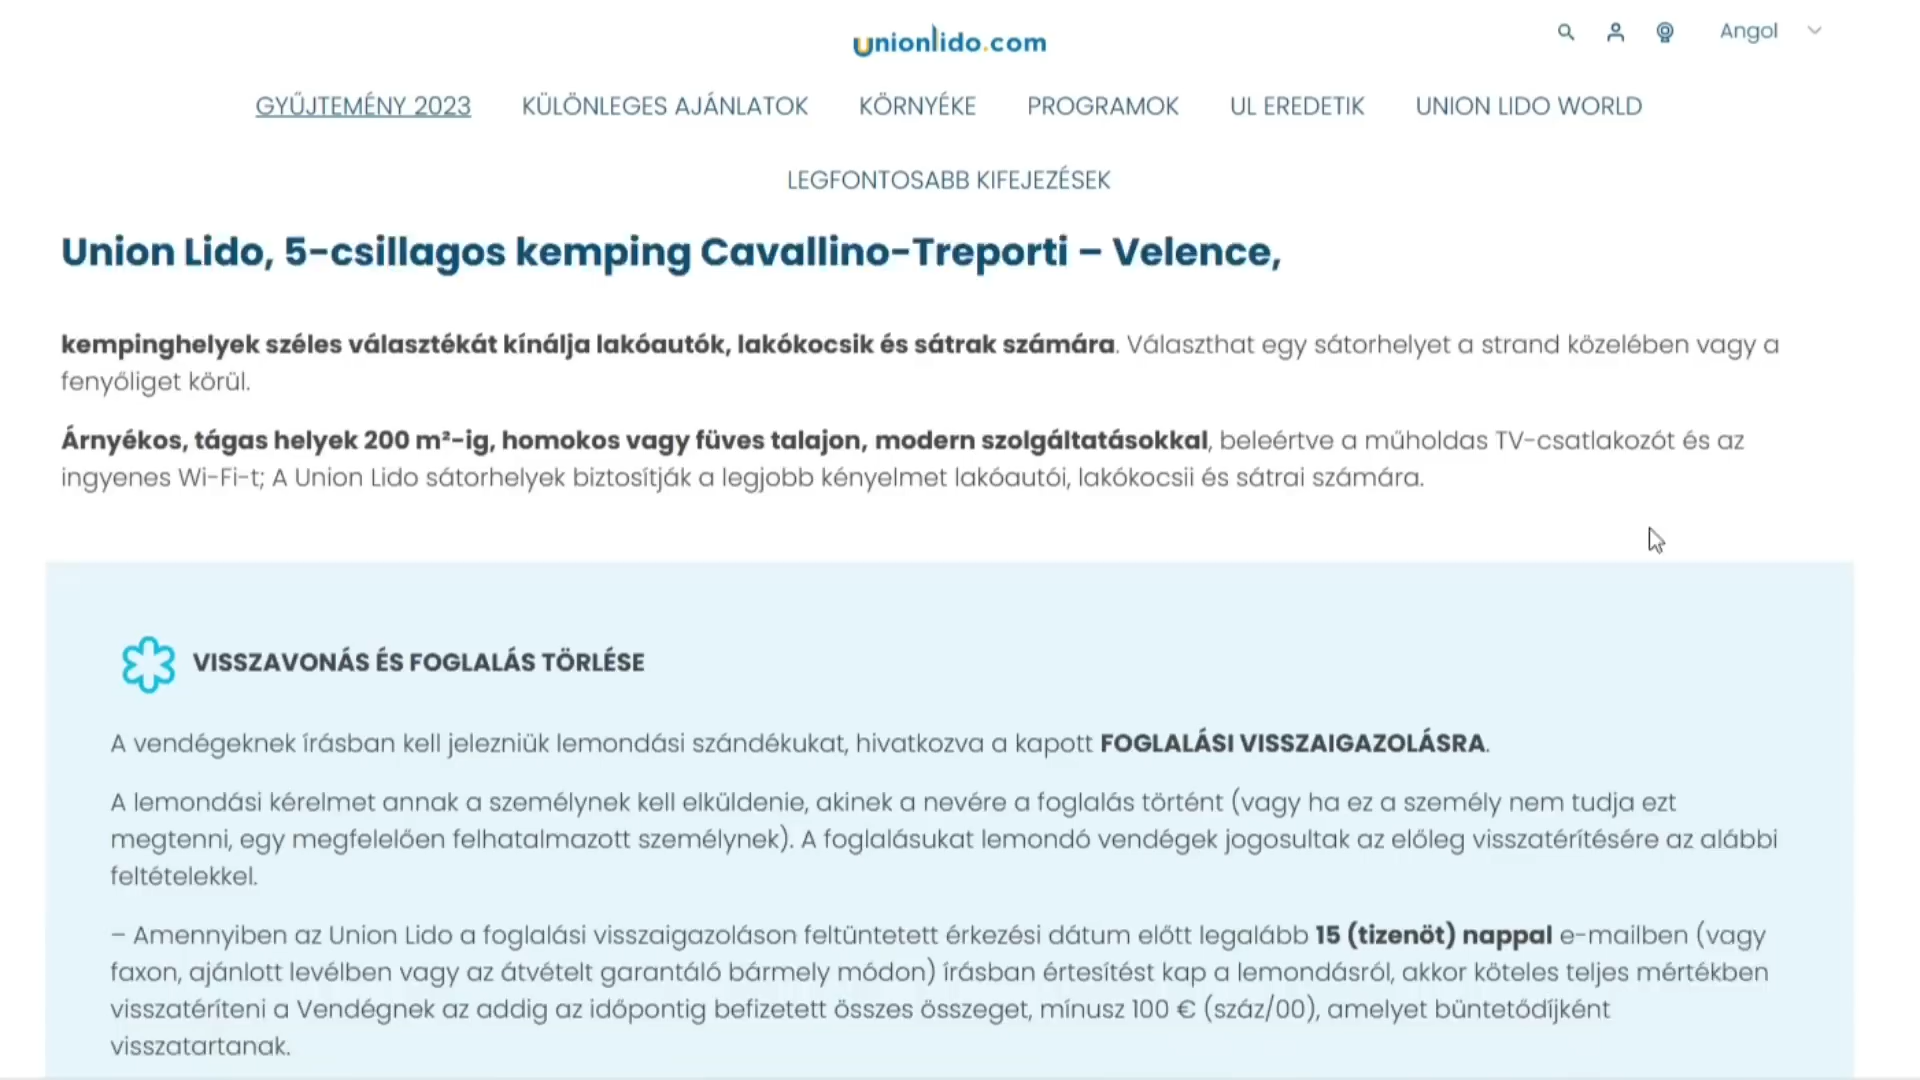 unionlido.com
Angol
GYŰJTEMÉNY 2023 KÜLÖNLEGES AJÁNLATOK KÖRNYÉKE PROGRAMOK UL EREDETIK UNION LIDO WORLD
LEGFONTOSABB KIFEJEZÉSEK
Union Lido, 5-csillagos kemping Cavallino-Treporti – Velence,
kempinghelyek széles választékát kínálja lakóautók, lakókocsik és sátrak számára. Választhat egy sátorhelyet a strand közelében vagy a
fenyőliget körül.
Árnyékos, tágas helyek 200 m²-ig, homokos vagy füves talajon, modern szolgáltatásokkal, beleértve a műholdas TV-csatlakozót és az
ingyenes Wi-Fi-t; A Union Lido sátorhelyek biztosítják a legjobb kényelmet lakóautói, lakókocsii és sátrai számára.
VISSZAVONÁS ÉS FOGLALÁS TÖRLÉSE
A vendégeknek írásban kell jelezniük lemondási szándékukat, hivatkozva a kapott FOGLALÁSI VISSZAIGAZOLÁSRA.
A lemondási kérelmet annak a személynek kell elküldenie, akinek a nevére a foglalás történt (vagy ha ez a személy nem tudja ezt
megtenni, egy megfelelően felhatalmazott személynek). A foglalásukat lemondó vendégek jogosultak az előleg visszatérítésére az alábbi
feltételekkel.
– Amennyiben az Union Lido a foglalási visszaigazoláson feltüntetett érkezési dátum előtt legalább 15 (tizenöt) nappal e-mailben (vagy
faxon, ajánlott levélben vagy az átvételt garantáló bármely módon) írásban értesítést kap a lemondásról, akkor köteles teljes mértékben
visszatéríteni a Vendégnek az addig az időpontig befizetett összes összeget, mínusz 100 € (száz/00), amelyet büntetődíjként
visszatartanak.